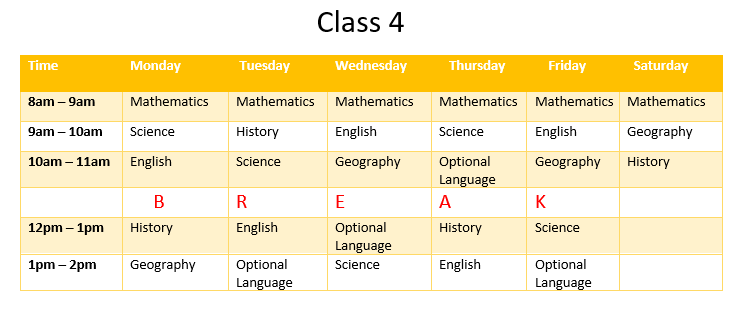 Class 4
Time Monday Tuesday Wednesday Thursday Friday Saturday
8am – 9am Mathematics Mathematics Mathematics Mathematics Mathematics Mathematics
9am – 10am Science History English Science English Geography
10am – 11am English Science Geography Optional Language Geography History
B R E A K
12pm – 1pm History English Optional Language History Science
1pm – 2pm Geography Optional Language Science English Optional Language